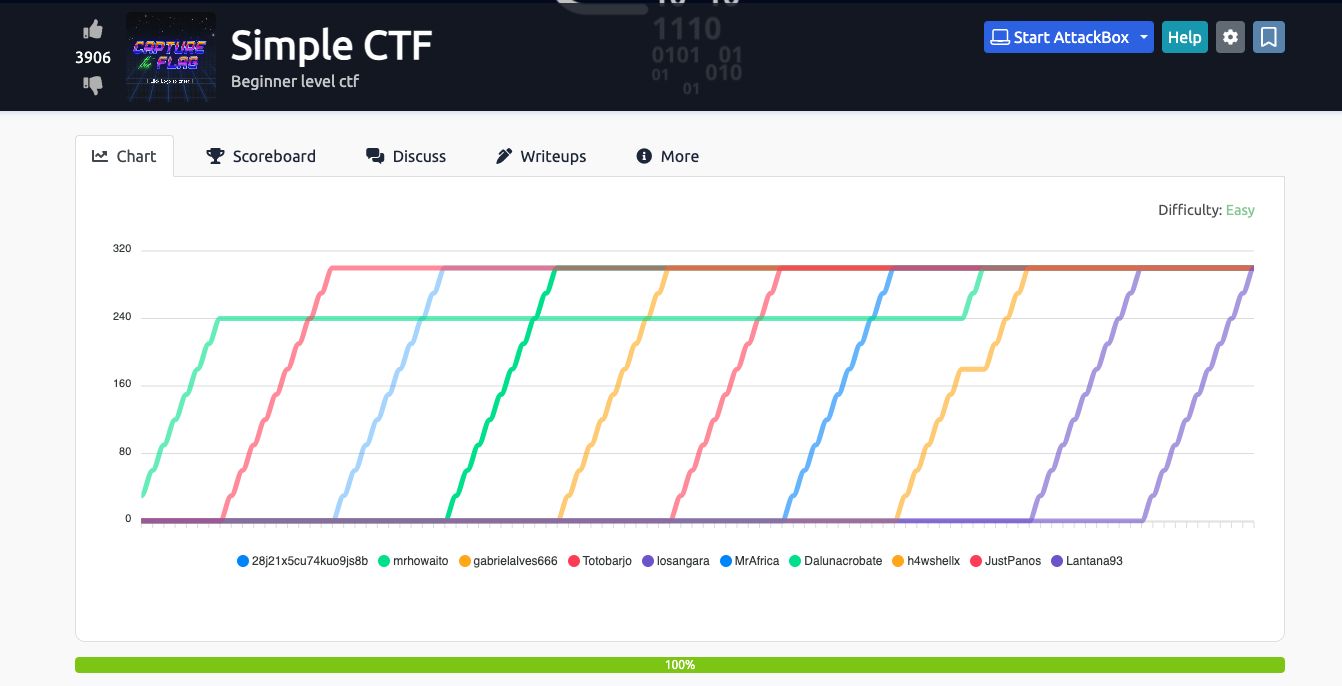 3906
CAPTURE
the FLAG
Simple CTF
Beginner level ctf
10 10
1110
0101 01
01 010
01
Start AttackBox
Help
Chart
Scoreboard
Discuss
Writeups
More
Difficulty: Easy
320
240
160
80
0
28j21x5cu74kuo9js8b mrhowaito gabrielalves666 Totobarjo losangara MrAfrica Dalunacrobate h4wshellx JustPanos Lantana93
100%